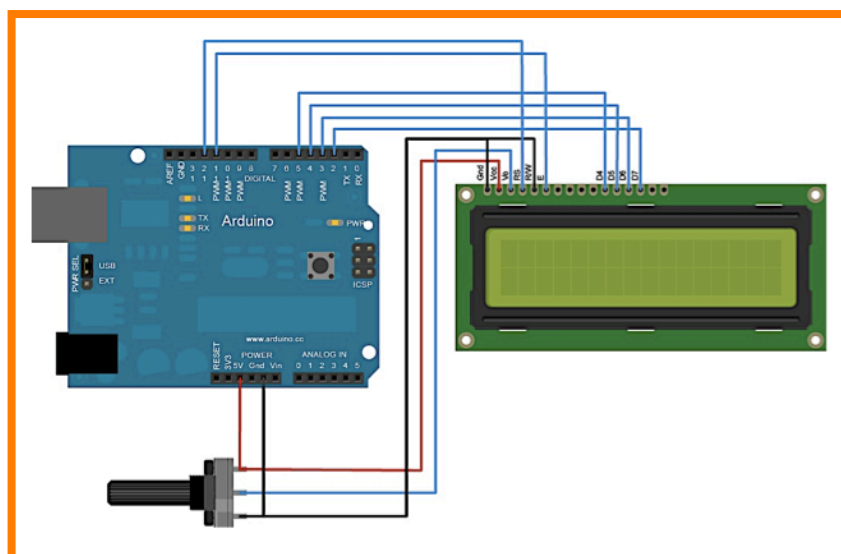 Gnd
Vcc
Vo
RS
R/W
E
D4
D5
D6
D7
AREF
GND
13
12
PWM 11
PWM 10
PWM 9
8
DIGITAL
7
PWM 6
PWM 5
4
PWM 3
2
TX 1
RX 0
L
TX
RX
Arduino
PWR
1
ICSP
PWR SEL
USB
EXT
www.arduino.cc
POWER
RESET
3V3
5V
Gnd
Vin
ANALOG IN
0 1 2 3 4 5